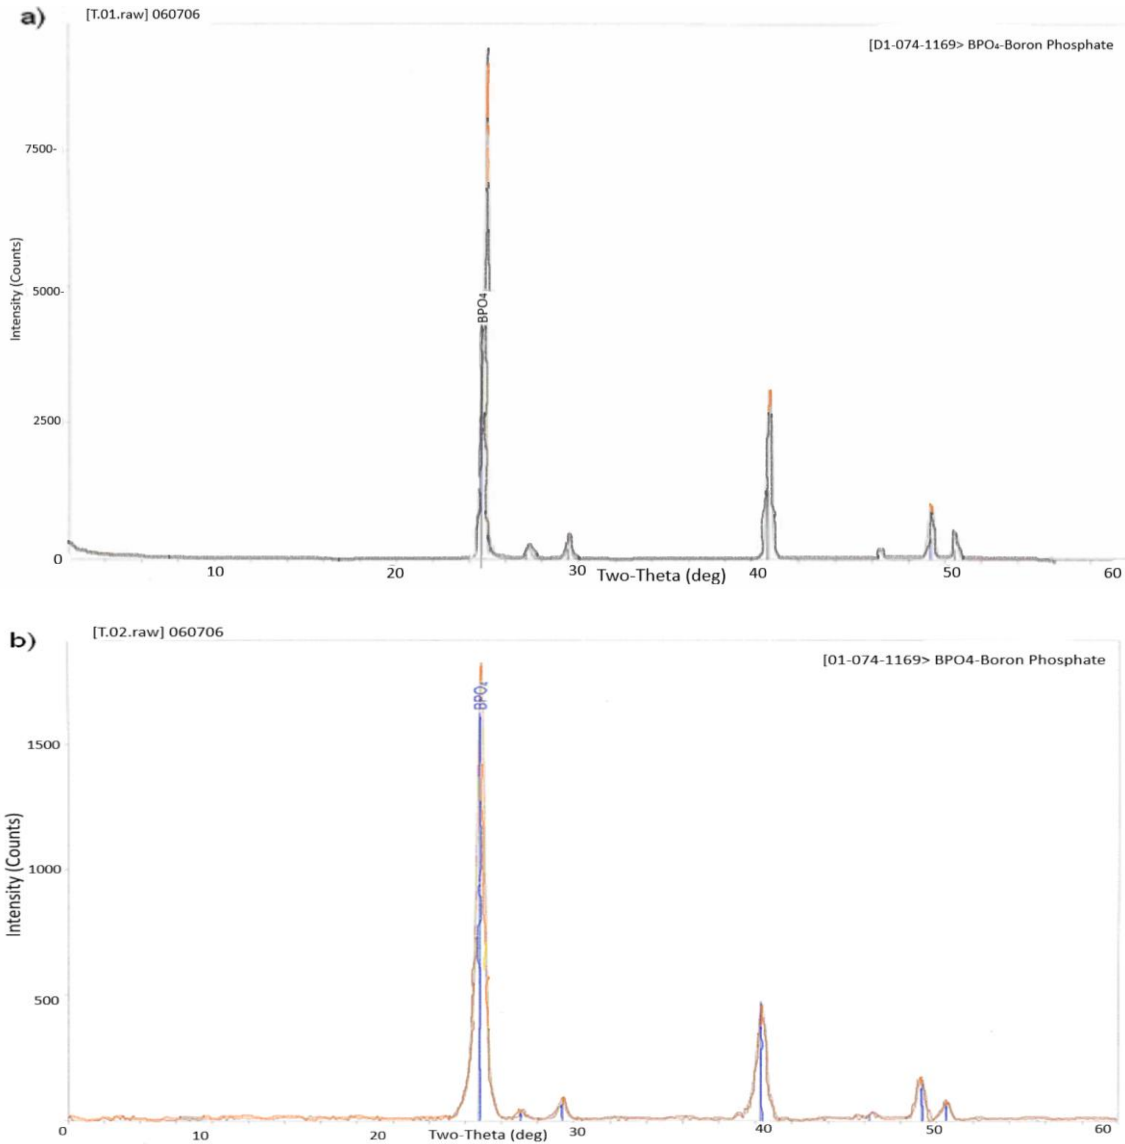 a)
[T.01.raw] 060706
[D1-074-1169> BPO₄-Boron Phosphate
7500-
5000-
2500
0
Intensity (Counts)
BPO4
10
20
30
40
50
60
Two-Theta (deg)
b)
[T.02.raw] 060706
[01-074-1169> BPO4-Boron Phosphate
1500
1000
500
Intensity (Counts)
BPO₄
0
10
20
30
40
50
60
Two-Theta (deg)